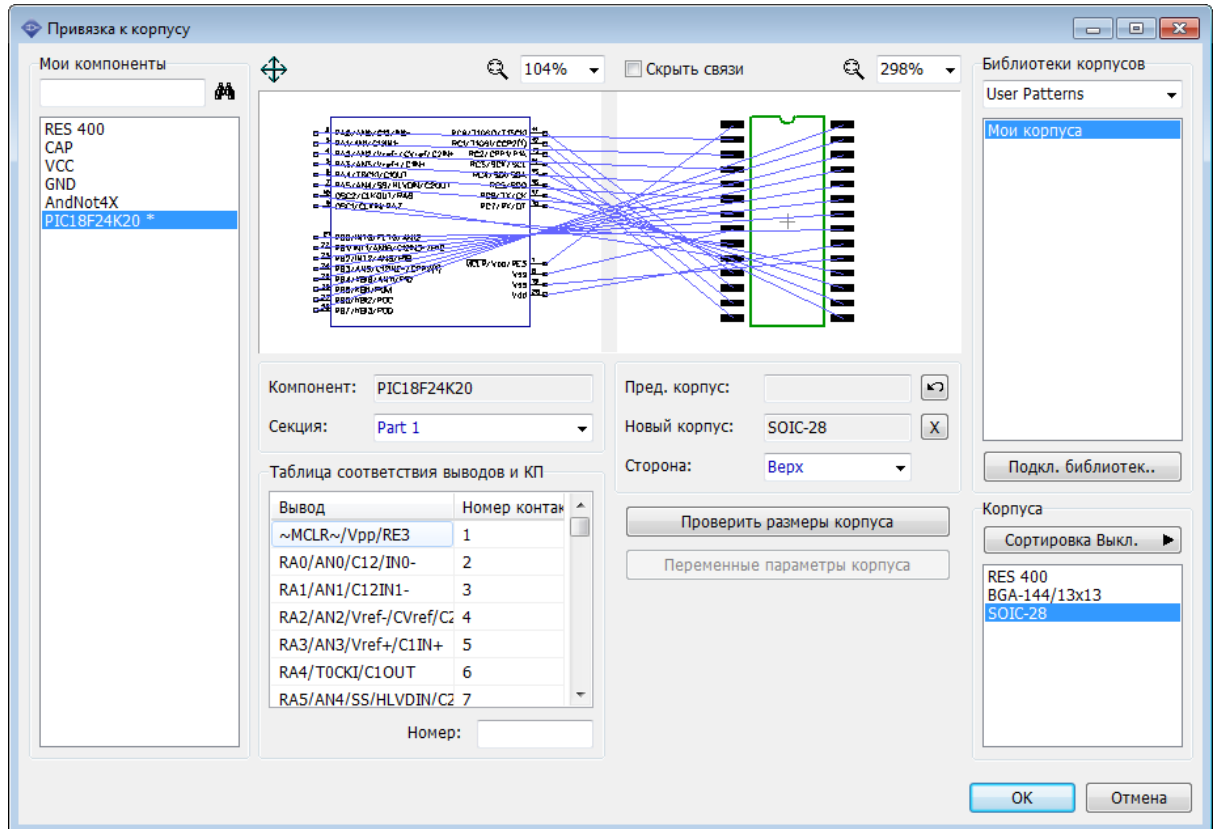 Привязка к корпусу
Мои компоненты
RES 400
CAP
VCC
GND
AndNot4X
PIC18F24K20 *
104%
Скрыть связи
298%
Компонент: PIC18F24K20
Секция: Part 1
Таблица соответствия выводов и КП
Вывод Номер контак
~MCLR~/Vpp/RE3 1
RA0/AN0/C12/IN0- 2
RA1/AN1/C12IN1- 3
RA2/AN2/Vref-/CVref/C2 4
RA3/AN3/Vref+/C1IN+ 5
RA4/T0CKI/C1OUT 6
RA5/AN4/SS/HLVDIN/C2 7
Номер:
Пред. корпус:
Новый корпус: SOIC-28 X
Сторона: Верх
Проверить размеры корпуса
Переменные параметры корпуса
Библиотеки корпусов
User Patterns
Мои корпуса
Подкл. библиотек..
Корпуса
Сортировка Выкл.
RES 400
BGA-144/13x13
SOIC-28
OK Отмена